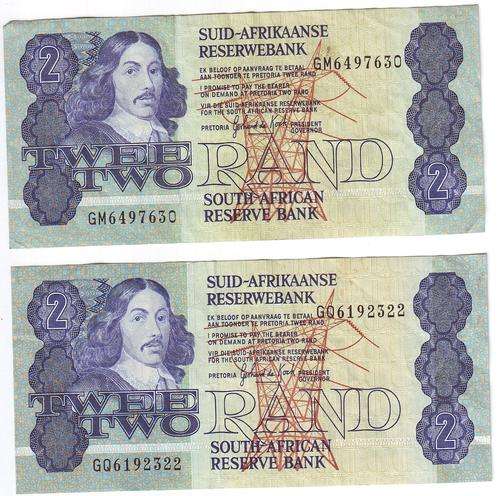 2
SUID-AFRIKAANSE
RESERWEBANK
GM6497630
EK BELOOF OP AANVRAAG TE BETAAL
AAN TOONDER TE PRETORIA TWEE RAND
I PROMISE TO PAY THE BEARER
ON DEMAND AT PRETORIA TWO RAND
VIR DIE SUID-AFRIKAANSE RESERWEBANK
FOR THE SOUTH AFRICAN RESERVE BANK
PRETORIA PRESIDENT
GOVERNOR
TWEE
TWO RAND
2
GM6497630
SOUTH AFRICAN
RESERVE BANK
2
SUID-AFRIKAANSE
RESERWEBANK
GQ6192322
EK BELOOF OP AANVRAAG TE BETAAL
AAN TOONDER TE PRETORIA TWEE RAND
I PROMISE TO PAY THE BEARER
ON DEMAND AT PRETORIA TWO RAND
VIR DIE SUID-AFRIKAANSE RESERWEBANK
FOR THE SOUTH AFRICAN RESERVE BANK
PRETORIA PRESIDENT
GOVERNOR
TWEE
TWO RAND
2
GQ6192322
SOUTH AFRICAN
RESERVE BANK